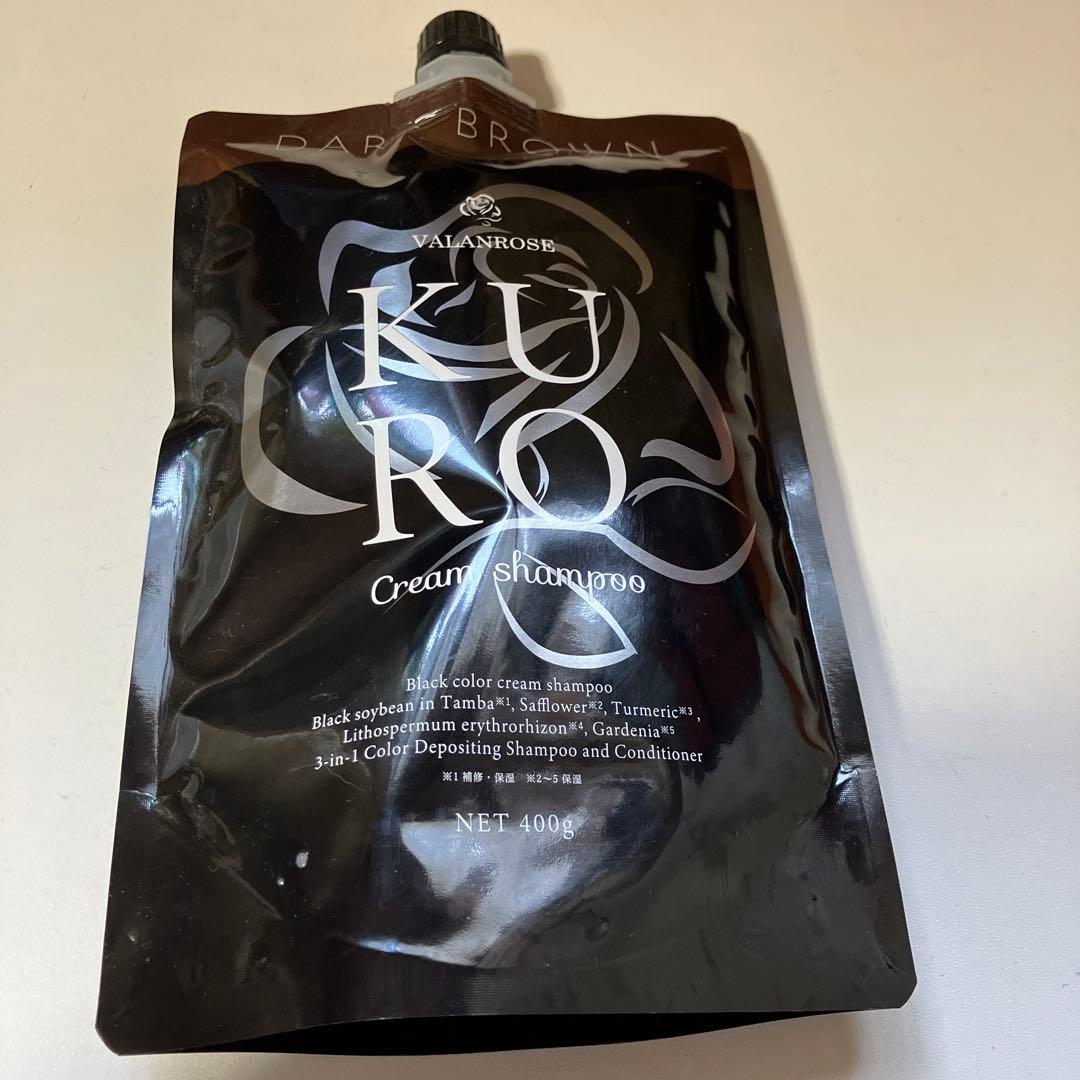 DARK BROWN
VALANROSE
KU
RO
Cream shampoo
Black color cream shampoo
Black soybean in Tamba※1, Safflower※2, Turmeric※3,
Lithospermum erythrorhizon※4, Gardenia※5
3-in-1 Color Depositing Shampoo and Conditioner
※1 補修・保湿 ※2〜5 保湿
NET 400g